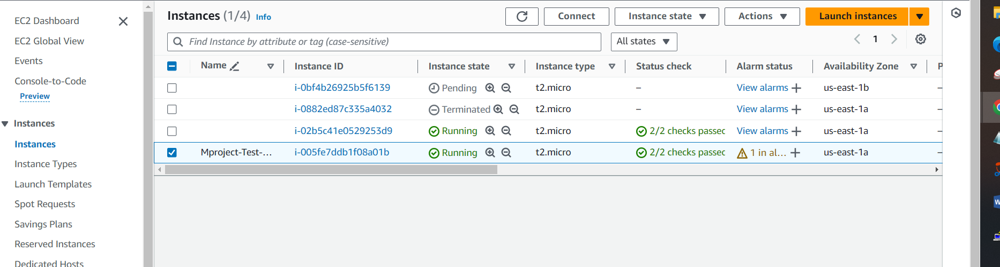 EC2 Dashboard
EC2 Global View
Events
Console-to-Code
Preview
Instances
Instances
Instance Types
Launch Templates
Spot Requests
Savings Plans
Reserved Instances
Dedicated Hosts
Instances (1/4) Info
Connect
Instance state
Actions
Launch instances
Find Instance by attribute or tag (case-sensitive)
All states
1
Name Instance ID Instance state Instance type Status check Alarm status Availability Zone P
i-0bf4b26925b5f6139 Pending t2.micro – View alarms + us-east-1b –
i-0882ed87c335a4032 Terminated t2.micro – View alarms + us-east-1a –
i-02b5c41e0529253d9 Running t2.micro 2/2 checks passec View alarms + us-east-1a –
Mproject-Test-... i-005fe7ddb1f08a01b Running t2.micro 2/2 checks passec 1 in al... + us-east-1a –